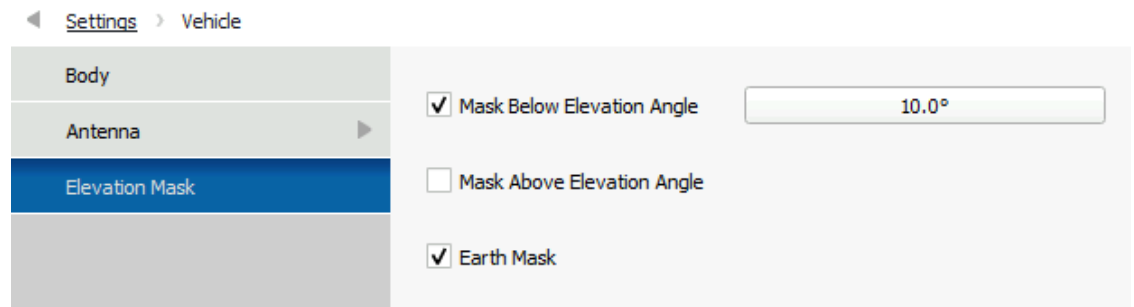 Settings > Vehicle
Body
Antenna
Elevation Mask
Mask Below Elevation Angle 10.0°
Mask Above Elevation Angle
Earth Mask